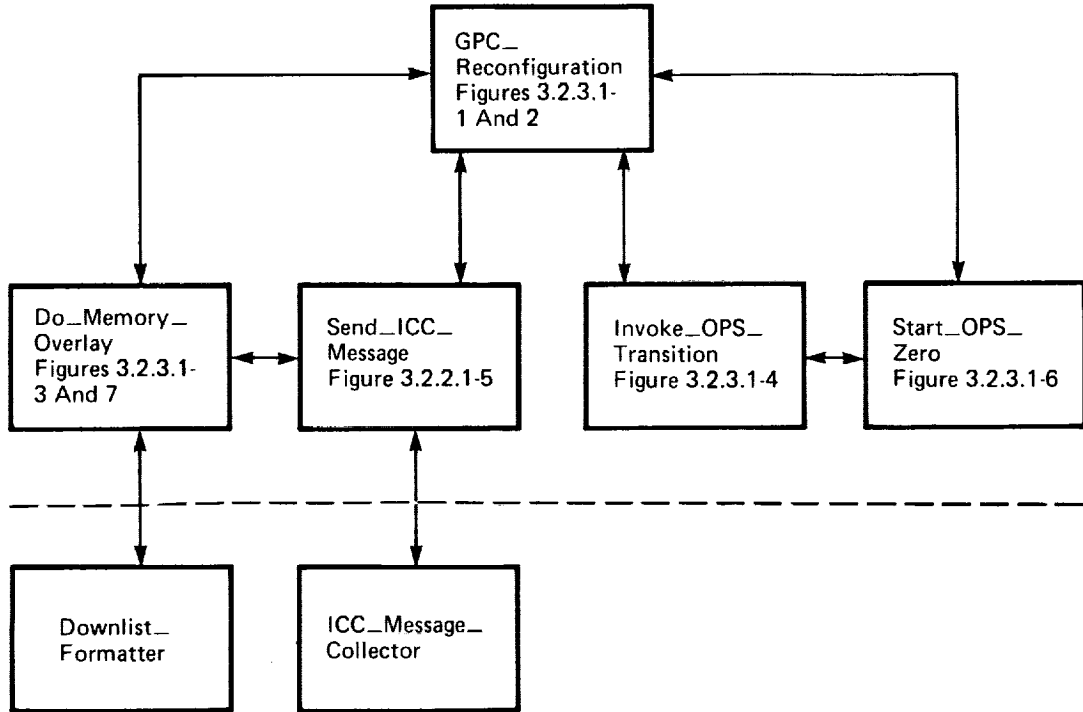 GPC_
Reconfiguration
Figures 3.2.3.1-
1 And 2
Do_Memory_
Overlay
Figures 3.2.3.1-
3 And 7
Send_ICC_
Message
Figure 3.2.2.1-5
Invoke_OPS_
Transition
Figure 3.2.3.1-4
Start_OPS_
Zero
Figure 3.2.3.1-6
Downlist_
Formatter
ICC_Message_
Collector